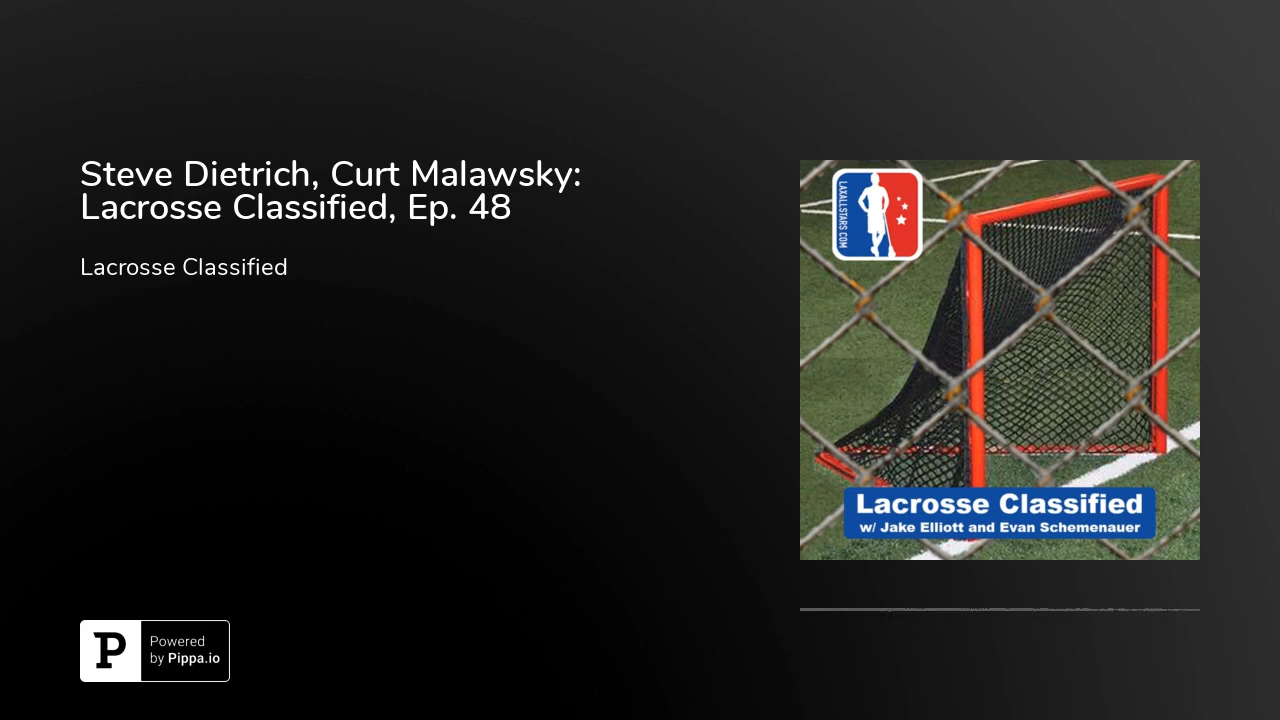 Steve Dietrich, Curt Malawsky:
Lacrosse Classified, Ep. 48
Lacrosse Classified
LAXALLSTARS.COM
Lacrosse Classified
w/ Jake Elliott and Evan Schemenauer
P
Powered
by Pippa.io